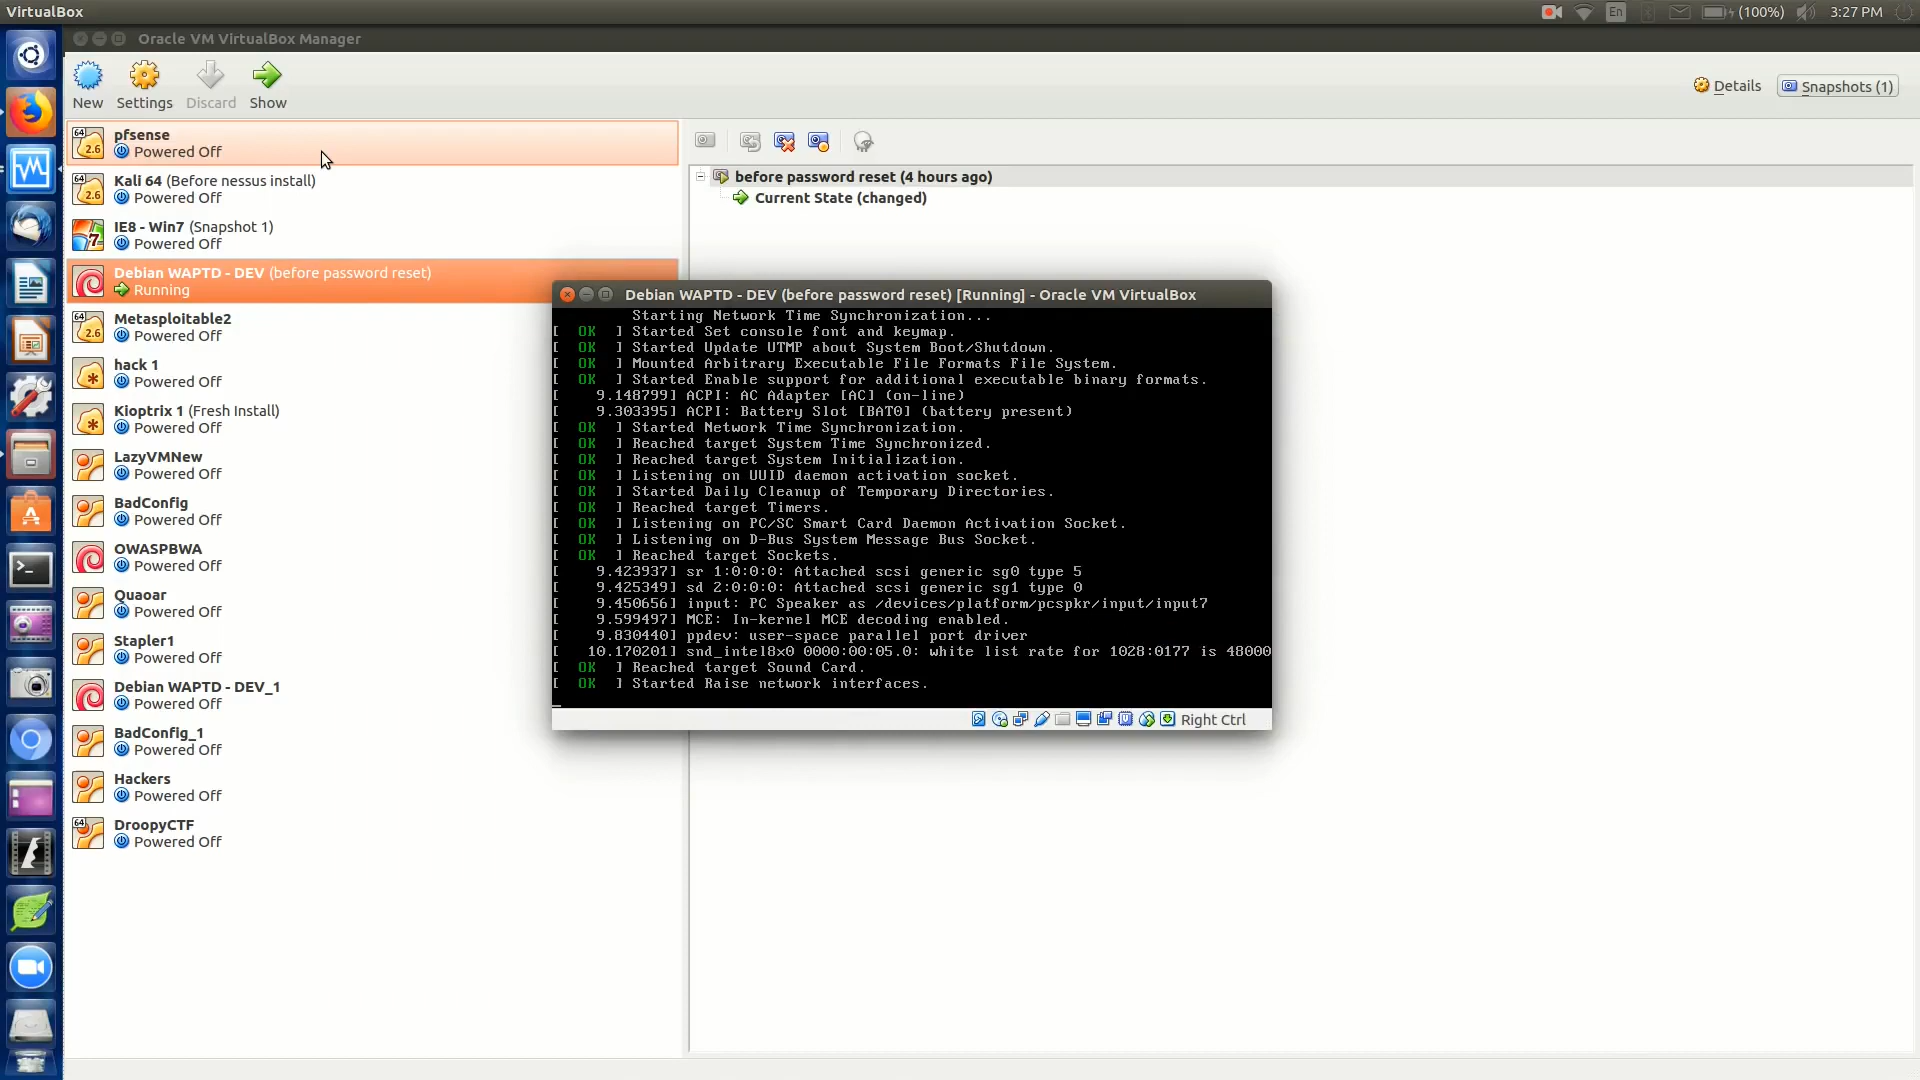 VirtualBox
En
(100%)
3:27 PM
Oracle VM VirtualBox Manager
New
Settings
Discard
Show
Details
Snapshots (1)
pfsense
Powered Off
Kali 64 (Before nessus install)
Powered Off
IE8 - Win7 (Snapshot 1)
Powered Off
Debian WAPTD - DEV (before password reset)
Running
Metasploitable2
Powered Off
hack 1
Powered Off
Kioptrix 1 (Fresh Install)
Powered Off
LazyVMNew
Powered Off
BadConfig
Powered Off
OWASPBWA
Powered Off
Quaoar
Powered Off
Stapler1
Powered Off
Debian WAPTD - DEV_1
Powered Off
BadConfig_1
Powered Off
Hackers
Powered Off
DroopyCTF
Powered Off
before password reset (4 hours ago)
Current State (changed)
Debian WAPTD - DEV (before password reset) [Running] - Oracle VM VirtualBox
Starting Network Time Synchronization...
[  OK  ] Started Set console font and keymap.
[  OK  ] Started Update UTMP about System Boot/Shutdown.
[  OK  ] Mounted Arbitrary Executable File Formats File System.
[  OK  ] Started Enable support for additional executable binary formats.
[    9.148799] ACPI: AC Adapter [AC] (on-line)
[    9.303395] ACPI: Battery Slot [BAT0] (battery present)
[  OK  ] Started Network Time Synchronization.
[  OK  ] Reached target System Time Synchronized.
[  OK  ] Reached target System Initialization.
[  OK  ] Listening on UUID daemon activation socket.
[  OK  ] Started Daily Cleanup of Temporary Directories.
[  OK  ] Reached target Timers.
[  OK  ] Listening on PC/SC Smart Card Daemon Activation Socket.
[  OK  ] Listening on D-Bus System Message Bus Socket.
[  OK  ] Reached target Sockets.
[    9.423937] sr 1:0:0:0: Attached scsi generic sg0 type 5
[    9.425349] sd 2:0:0:0: Attached scsi generic sg1 type 0
[    9.450656] input: PC Speaker as /devices/platform/pcspkr/input/input7
[    9.599497] MCE: In-kernel MCE decoding enabled.
[    9.830440] ppdev: user-space parallel port driver
[   10.170201] snd_intel8x0 0000:00:05.0: white list rate for 1028:0177 is 48000
[  OK  ] Reached target Sound Card.
[  OK  ] Started Raise network interfaces.
Right Ctrl